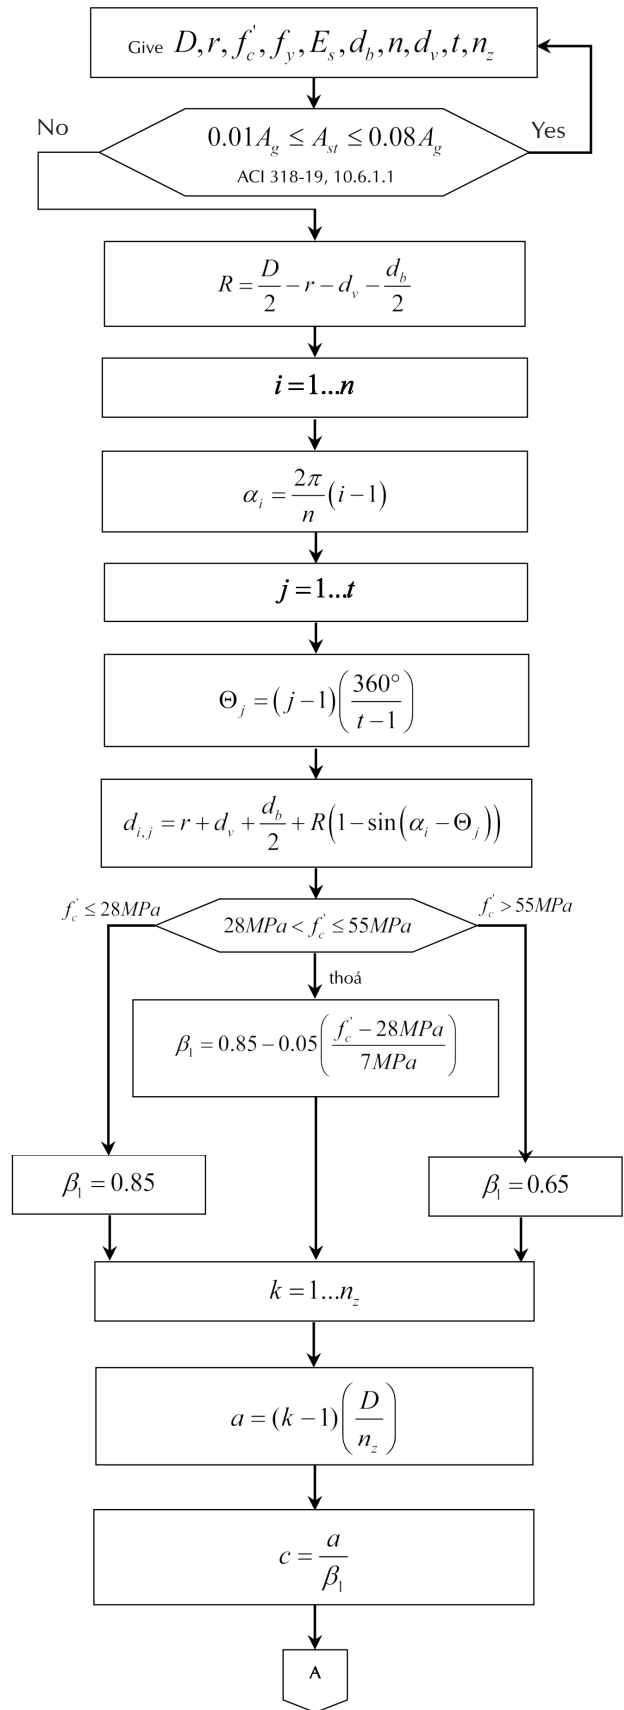 Give D, r, f'c, fy, Es, db, n, dv, t, nz
No
0.01Ag ≤ Ast ≤ 0.08Ag
Yes
ACI 318-19, 10.6.1.1
R = D/2 − r − dv − db/2
i = 1...n
αi = 2π/n (i − 1)
j = 1...t
Θj = (j − 1)(360°/(t − 1))
di,j = r + dv + db/2 + R(1 − sin(αi − Θj))
f'c ≤ 28MPa
28MPa < f'c ≤ 55MPa
f'c > 55MPa
thoả
β1 = 0.85 − 0.05((f'c − 28MPa)/7MPa)
β1 = 0.85
β1 = 0.65
k = 1...nz
a = (k − 1)(D/nz)
c = a/β1
A